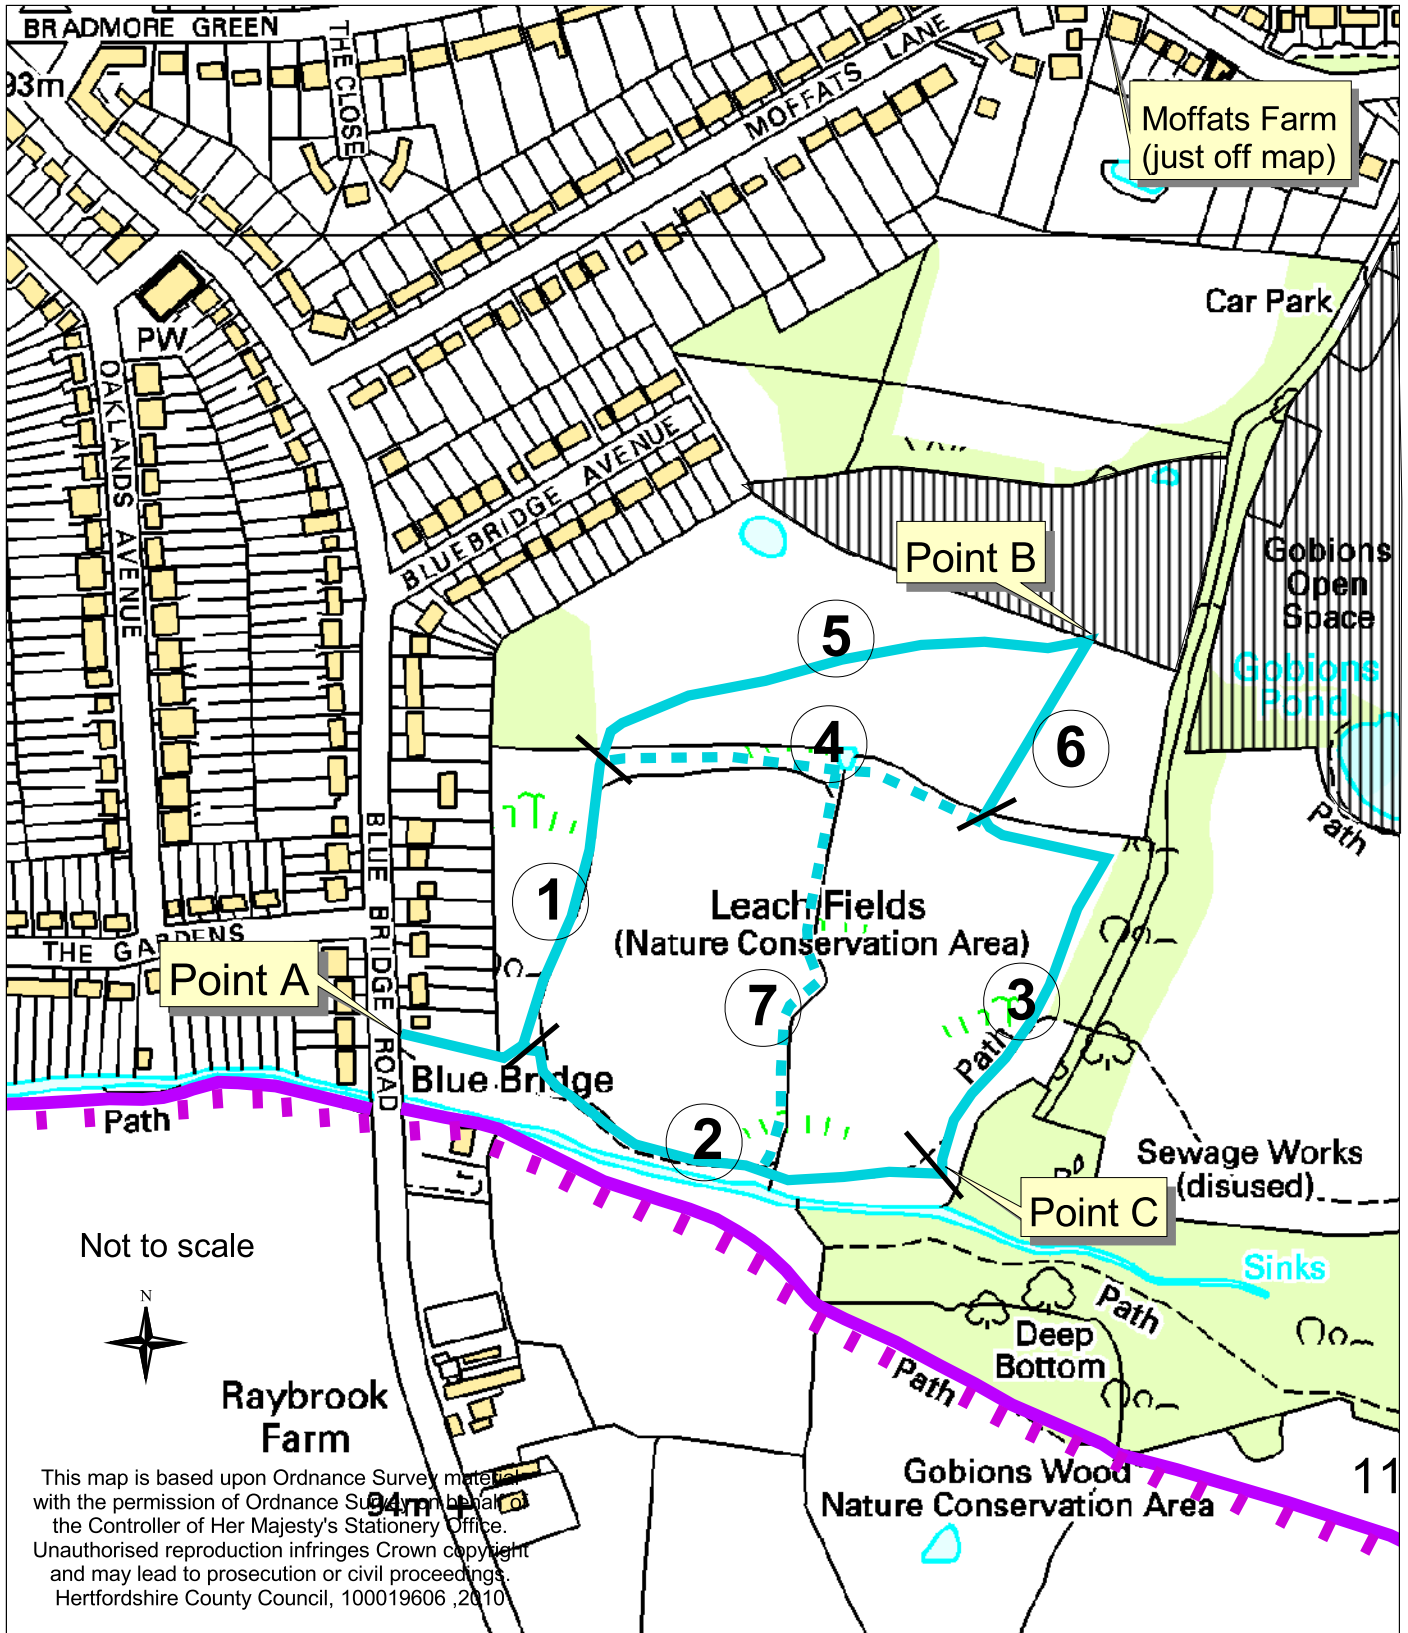 BRADMORE GREEN
THE CLOSE
MOFFATS LANE
93m
Moffats Farm
(just off map)
Car Park
PW
OAKLANDS AVENUE
BLUEBRIDGE AVENUE
Point B
Gobions
Open
Space
Gobions
Pond
Path
5
4
6
1
BLUE BRIDGE ROAD
Leach Fields
(Nature Conservation Area)
THE GARDENS
Point A
7
3
Path
Blue Bridge
Path
2
Sewage Works
(disused)
Point C
Not to scale
N
Sinks
Path
Deep
Bottom
Path
Raybrook
Farm
Gobions Wood
Nature Conservation Area
11
94m
This map is based upon Ordnance Survey material
with the permission of Ordnance Survey on behalf of
the Controller of Her Majesty's Stationery Office.
Unauthorised reproduction infringes Crown copyright
and may lead to prosecution or civil proceedings.
Hertfordshire County Council, 100019606 ,2010